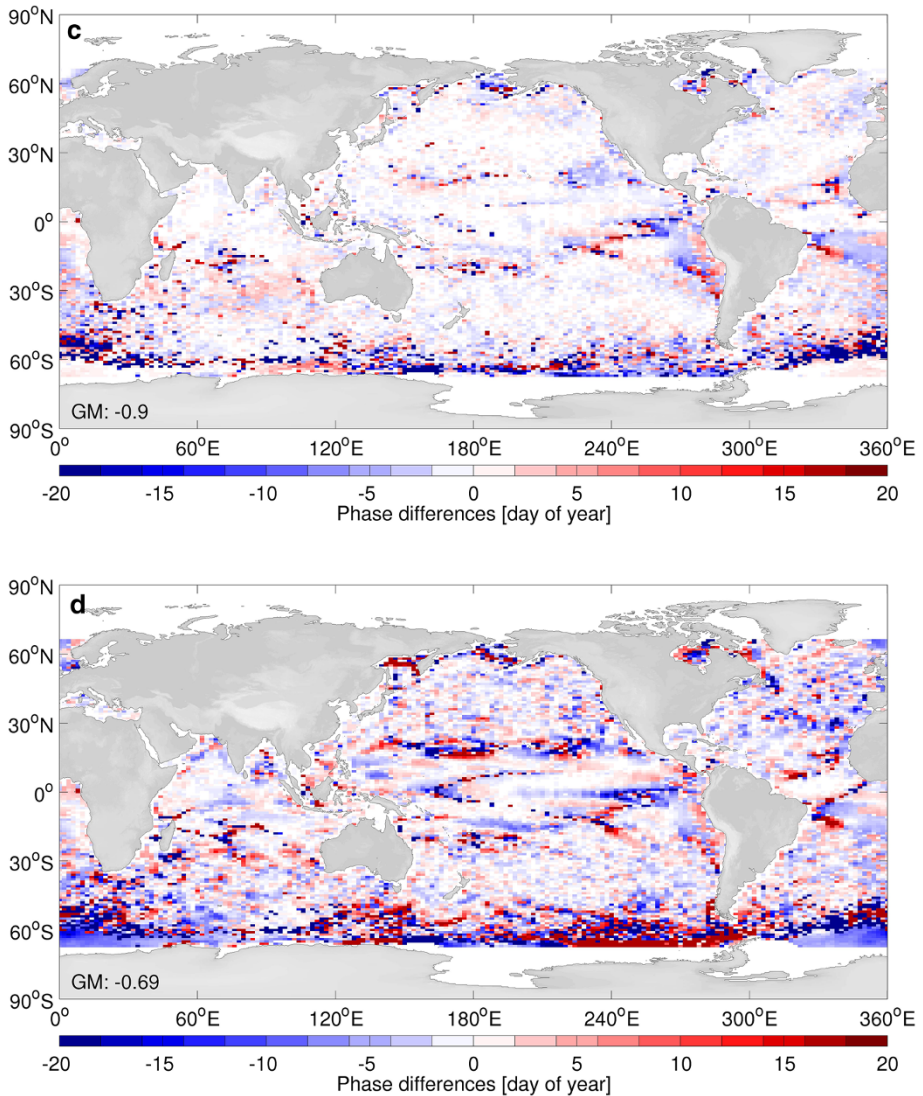 c
90°N
60°N
30°N
0°
30°S
60°S
90°S
GM: -0.9
0 60°E 120°E 180°E 240°E 300°E 360°E
-20 -15 -10 -5 0 5 10 15 20
Phase differences [day of year]
d
90°N
60°N
30°N
0°
30°S
60°S
90°S
GM: -0.69
0 60°E 120°E 180°E 240°E 300°E 360°E
-20 -15 -10 -5 0 5 10 15 20
Phase differences [day of year]